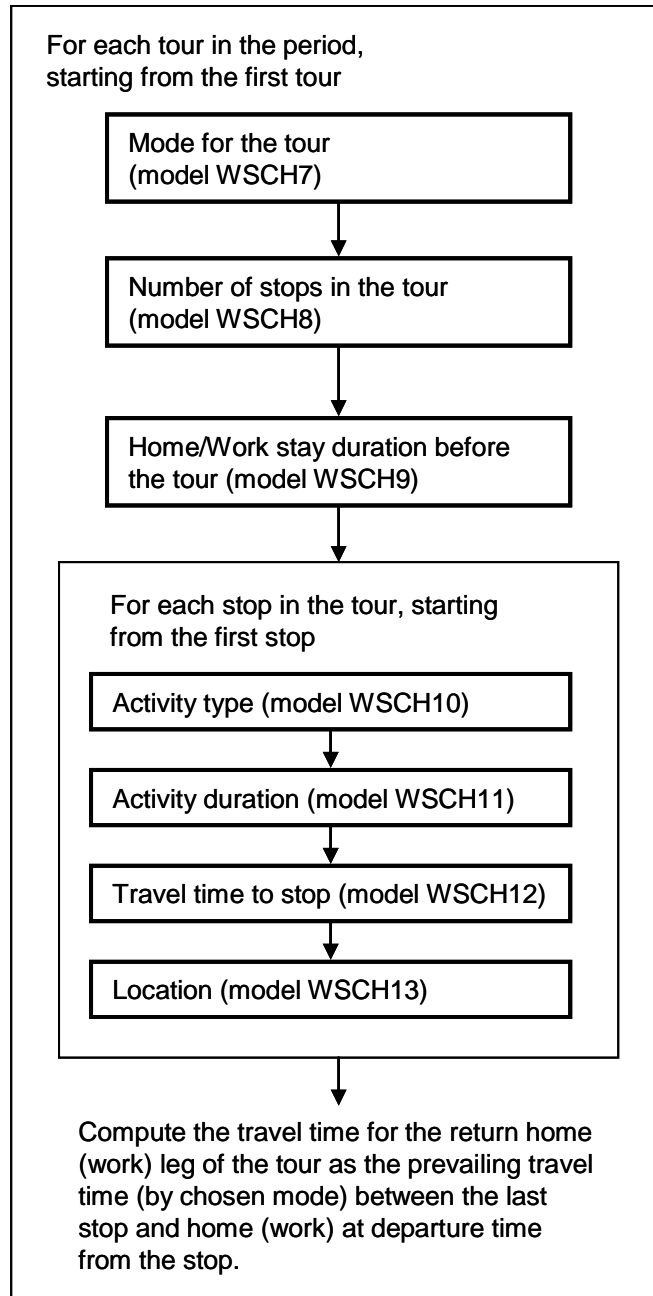 For each tour in the period,
starting from the first tour
Mode for the tour
(model WSCH7)
Number of stops in the tour
(model WSCH8)
Home/Work stay duration before
the tour (model WSCH9)
For each stop in the tour, starting
from the first stop
Activity type (model WSCH10)
Activity duration (model WSCH11)
Travel time to stop (model WSCH12)
Location (model WSCH13)
Compute the travel time for the return home
(work) leg of the tour as the prevailing travel
time (by chosen mode) between the last
stop and home (work) at departure time
from the stop.